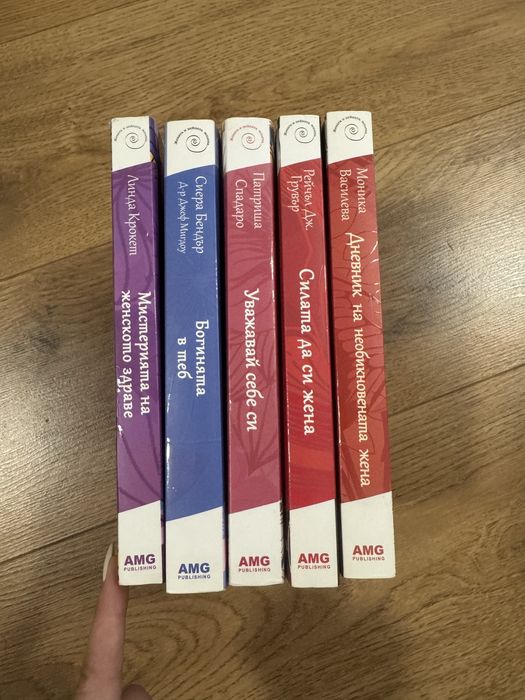 Линда Крокет
Мистерията на
женското здраве
AMG
PUBLISHING
Сиера Бендър
Д-р Джоф Мигдоу
Богинята
в теб
AMG
PUBLISHING
Патриша
Спадаро
Уважавай себе си
AMG
PUBLISHING
Рейчъл Дж.
Грувър
Силата да си жена
AMG
PUBLISHING
Моника
Василева
Дневник на необикновената жена
AMG
PUBLISHING